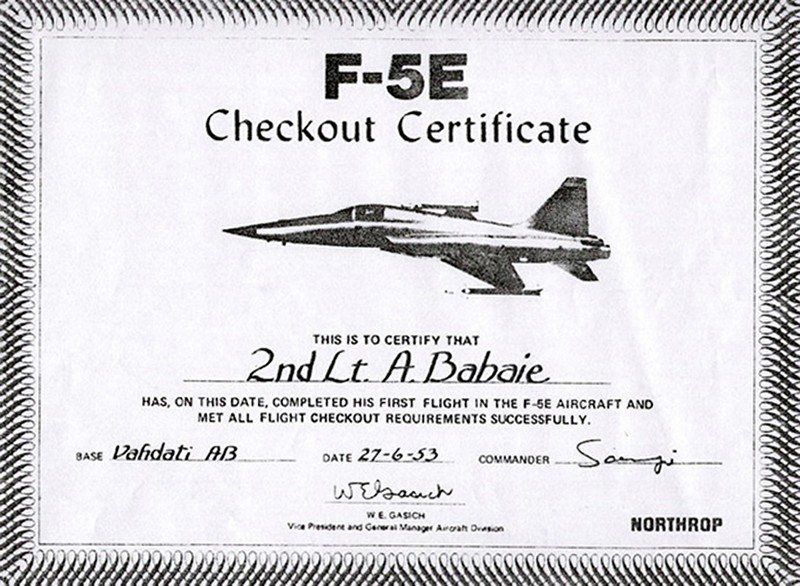 F-5E
Checkout Certificate
THIS IS TO CERTIFY THAT
2nd Lt. A. Babaie
HAS, ON THIS DATE, COMPLETED HIS FIRST FLIGHT IN THE F-5E AIRCRAFT AND
MET ALL FLIGHT CHECKOUT REQUIREMENTS SUCCESSFULLY.
BASE Vahdati AB DATE 27-6-53 COMMANDER
W E Gasich
W. E. GASICH
Vice President and General Manager Aircraft Division
NORTHROP